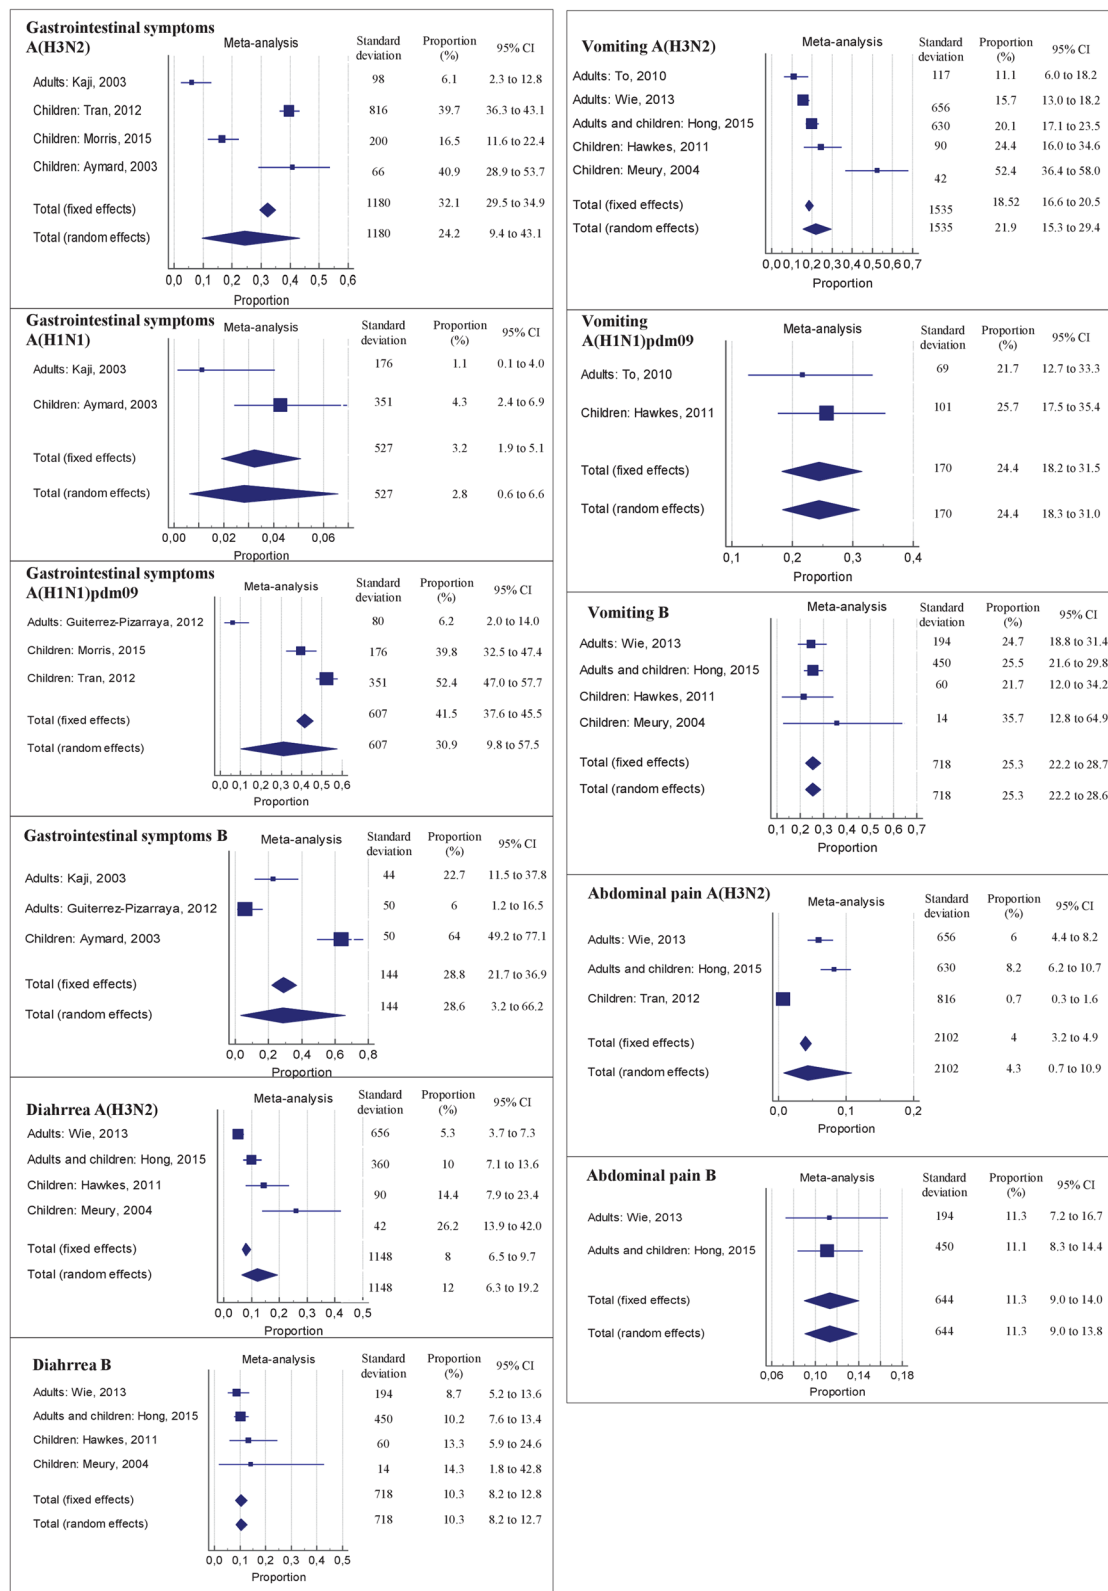 Gastrointestinal symptoms
A(H3N2)
Meta-analysis
Standard deviation Proportion (%) 95% CI
Adults: Kaji, 2003 98 6.1 2.3 to 12.8
Children: Tran, 2012 816 39.7 36.3 to 43.1
Children: Morris, 2015 200 16.5 11.6 to 22.4
Children: Aymard, 2003 66 40.9 28.9 to 53.7
Total (fixed effects) 1180 32.1 29.5 to 34.9
Total (random effects) 1180 24.2 9.4 to 43.1
0,0 0,1 0,2 0,3 0,4 0,5 0,6
Proportion
Gastrointestinal symptoms
A(H1N1)
Meta-analysis
Standard deviation Proportion (%) 95% CI
Adults: Kaji, 2003 176 1.1 0.1 to 4.0
Children: Aymard, 2003 351 4.3 2.4 to 6.9
Total (fixed effects) 527 3.2 1.9 to 5.1
Total (random effects) 527 2.8 0.6 to 6.6
0,00 0,02 0,04 0,06
Proportion
Gastrointestinal symptoms
A(H1N1)pdm09
Meta-analysis
Standard deviation Proportion (%) 95% CI
Adults: Guiterrez-Pizarraya, 2012 80 6.2 2.0 to 14.0
Children: Morris, 2015 176 39.8 32.5 to 47.4
Children: Tran, 2012 351 52.4 47.0 to 57.7
Total (fixed effects) 607 41.5 37.6 to 45.5
Total (random effects) 607 30.9 9.8 to 57.5
0,0 0,1 0,2 0,3 0,4 0,5 0,6
Proportion
Gastrointestinal symptoms B
Meta-analysis
Standard deviation Proportion (%) 95% CI
Adults: Kaji, 2003 44 22.7 11.5 to 37.8
Adults: Guiterrez-Pizarraya, 2012 50 6 1.2 to 16.5
Children: Aymard, 2003 50 64 49.2 to 77.1
Total (fixed effects) 144 28.8 21.7 to 36.9
Total (random effects) 144 28.6 3.2 to 66.2
0,0 0,2 0,4 0,6 0,8
Proportion
Diahrrea A(H3N2)
Meta-analysis
Standard deviation Proportion (%) 95% CI
Adults: Wie, 2013 656 5.3 3.7 to 7.3
Adults and children: Hong, 2015 360 10 7.1 to 13.6
Children: Hawkes, 2011 90 14.4 7.9 to 23.4
Children: Meury, 2004 42 26.2 13.9 to 42.0
Total (fixed effects) 1148 8 6.5 to 9.7
Total (random effects) 1148 12 6.3 to 19.2
0,0 0,1 0,2 0,3 0,4 0,5
Proportion
Diahrrea B
Meta-analysis
Standard deviation Proportion (%) 95% CI
Adults: Wie, 2013 194 8.7 5.2 to 13.6
Adults and children: Hong, 2015 450 10.2 7.6 to 13.4
Children: Hawkes, 2011 60 13.3 5.9 to 24.6
Children: Meury, 2004 14 14.3 1.8 to 42.8
Total (fixed effects) 718 10.3 8.2 to 12.8
Total (random effects) 718 10.3 8.2 to 12.7
0,0 0,1 0,2 0,3 0,4 0,5
Proportion
Vomiting A(H3N2)
Meta-analysis
Standard deviation Proportion (%) 95% CI
Adults: To, 2010 117 11.1 6.0 to 18.2
Adults: Wie, 2013 656 15.7 13.0 to 18.2
Adults and children: Hong, 2015 630 20.1 17.1 to 23.5
Children: Hawkes, 2011 90 24.4 16.0 to 34.6
Children: Meury, 2004 42 52.4 36.4 to 58.0
Total (fixed effects) 1535 18.52 16.6 to 20.5
Total (random effects) 1535 21.9 15.3 to 29.4
0,0 0,1 0,2 0,3 0,4 0,5 0,6 0,7
Proportion
Vomiting
A(H1N1)pdm09
Meta-analysis
Standard deviation Proportion (%) 95% CI
Adults: To, 2010 69 21.7 12.7 to 33.3
Children: Hawkes, 2011 101 25.7 17.5 to 35.4
Total (fixed effects) 170 24.4 18.2 to 31.5
Total (random effects) 170 24.4 18.3 to 31.0
0,1 0,2 0,3 0,4
Proportion
Vomiting B
Meta-analysis
Standard deviation Proportion (%) 95% CI
Adults: Wie, 2013 194 24.7 18.8 to 31.4
Adults and children: Hong, 2015 450 25.5 21.6 to 29.8
Children: Hawkes, 2011 60 21.7 12.0 to 34.2
Children: Meury, 2004 14 35.7 12.8 to 64.9
Total (fixed effects) 718 25.3 22.2 to 28.7
Total (random effects) 718 25.3 22.2 to 28.6
0,1 0,2 0,3 0,4 0,5 0,6 0,7
Proportion
Abdominal pain A(H3N2)
Meta-analysis
Standard deviation Proportion (%) 95% CI
Adults: Wie, 2013 656 6 4.4 to 8.2
Adults and children: Hong, 2015 630 8.2 6.2 to 10.7
Children: Tran, 2012 816 0.7 0.3 to 1.6
Total (fixed effects) 2102 4 3.2 to 4.9
Total (random effects) 2102 4.3 0.7 to 10.9
0,0 0,1 0,2
Proportion
Abdominal pain B
Meta-analysis
Standard deviation Proportion (%) 95% CI
Adults: Wie, 2013 194 11.3 7.2 to 16.7
Adults and children: Hong, 2015 450 11.1 8.3 to 14.4
Total (fixed effects) 644 11.3 9.0 to 14.0
Total (random effects) 644 11.3 9.0 to 13.8
0,06 0,10 0,14 0,18
Proportion